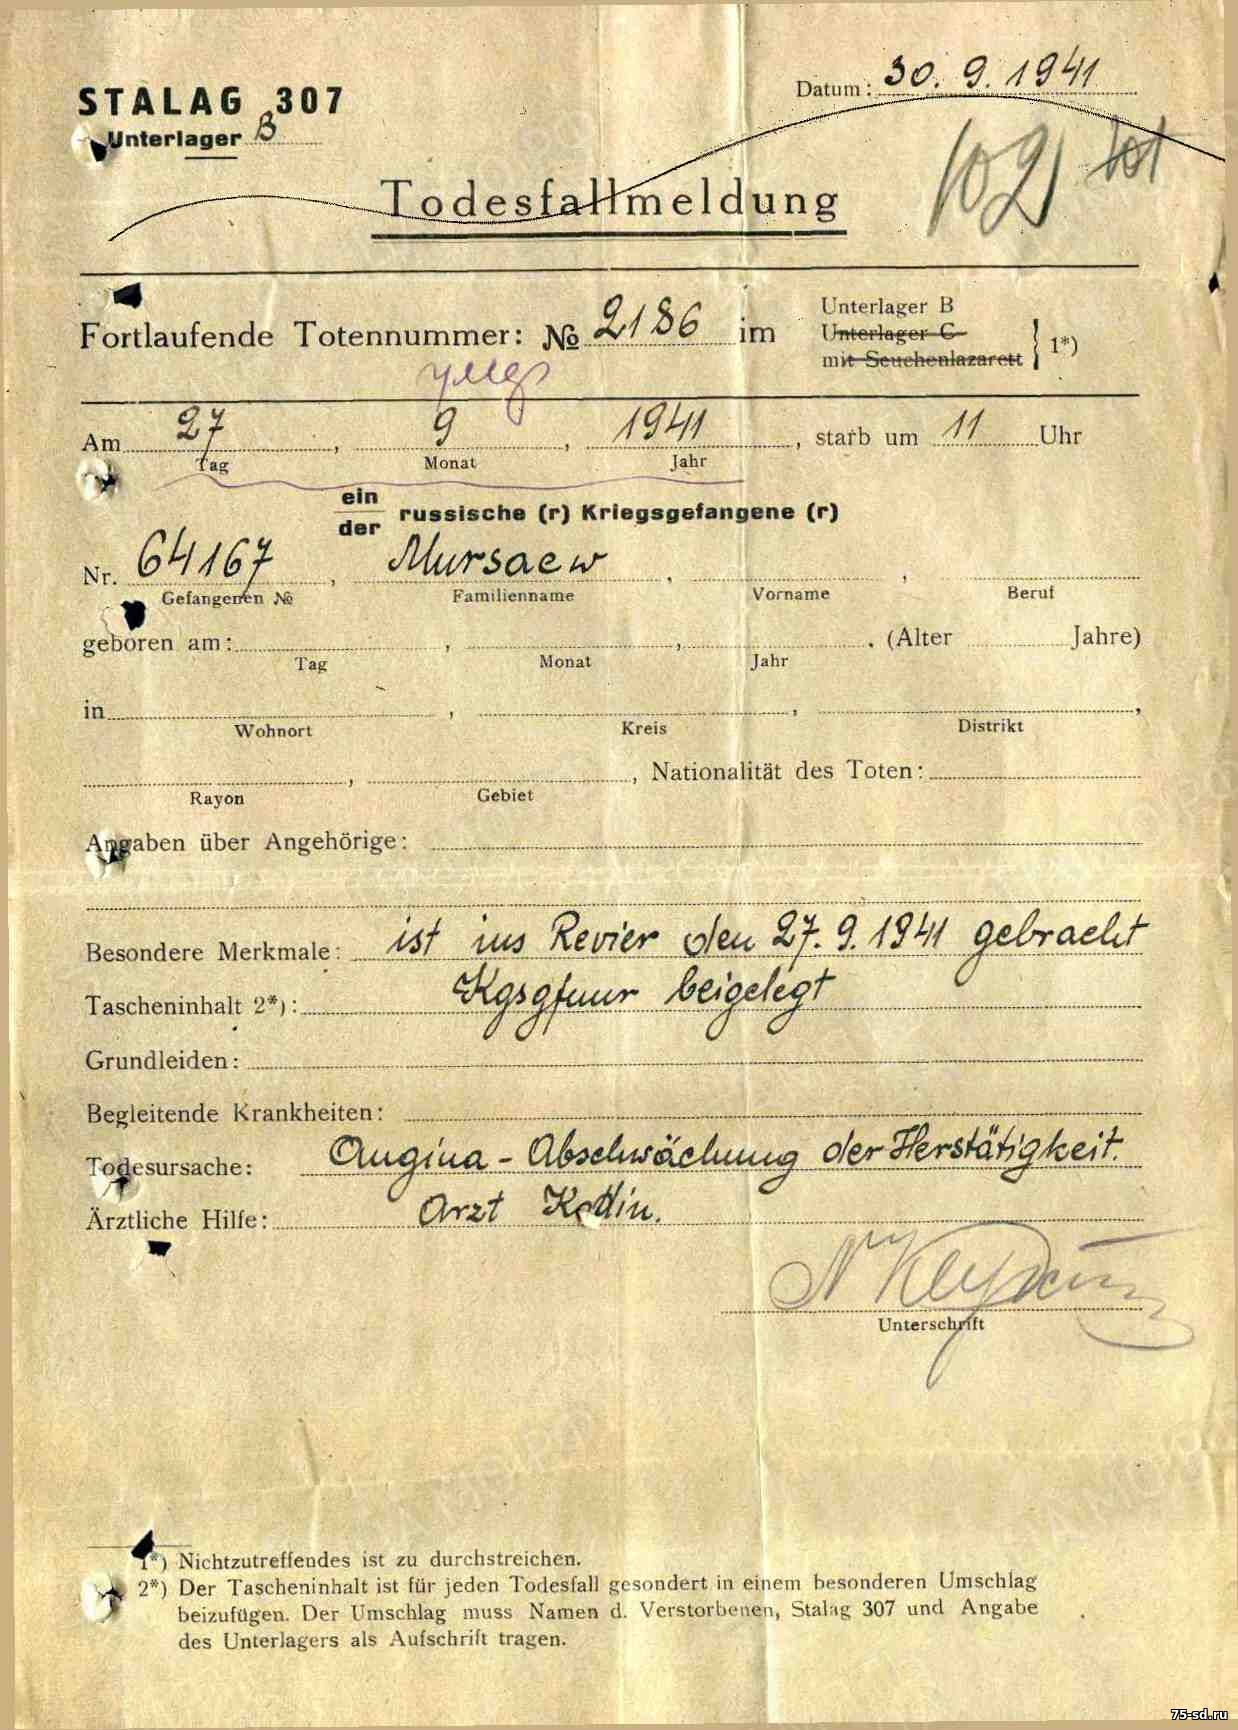 STALAG 307
Unterlager B
Datum: 30. 9. 1941
102 tot
Todesfallmeldung
Fortlaufende Totennummer: № 2186 im
Unterlager B
Unterlager C
mit Seuchenlazarett } 1*)
Am 27, 9, 1941, starb um 11 Uhr
Tag Monat Jahr
ein
der russische (r) Kriegsgefangene (r)
Nr. 64167, Mursaew, ,
Gefangenen № Familienname Vorname Beruf
geboren am: , , . (Alter Jahre)
Tag Monat Jahr
in , , ,
Wohnort Kreis Distrikt
, , Nationalität des Toten:
Rayon Gebiet
Angaben über Angehörige:
Besondere Merkmale: ist ins Revier den 27. 9. 1941 gebracht
Tascheninhalt 2*): beigelegt
Grundleiden:
Begleitende Krankheiten:
Todesursache: Angina - Abschwächung der Herstätigkeit.
Ärztliche Hilfe: Arzt
Unterschrift
1*) Nichtzutreffendes ist zu durchstreichen.
2*) Der Tascheninhalt ist für jeden Todesfall gesondert in einem besonderen Umschlag
beizufügen. Der Umschlag muss Namen d. Verstorbenen, Stalag 307 und Angabe
des Unterlagers als Aufschrift tragen.
75-sd.ru